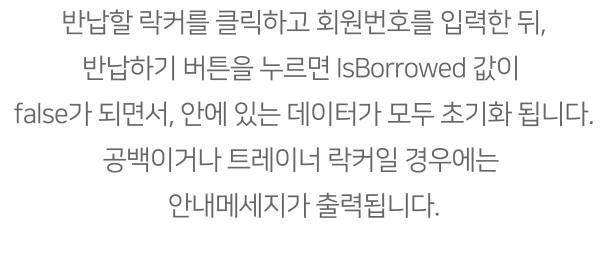 반납할 락커를 클릭하고 회원번호를 입력한 뒤,
반납하기 버튼을 누르면 IsBorrowed 값이
false가 되면서, 안에 있는 데이터가 모두 초기화 됩니다.
공백이거나 트레이너 락커일 경우에는
안내메세지가 출력됩니다.